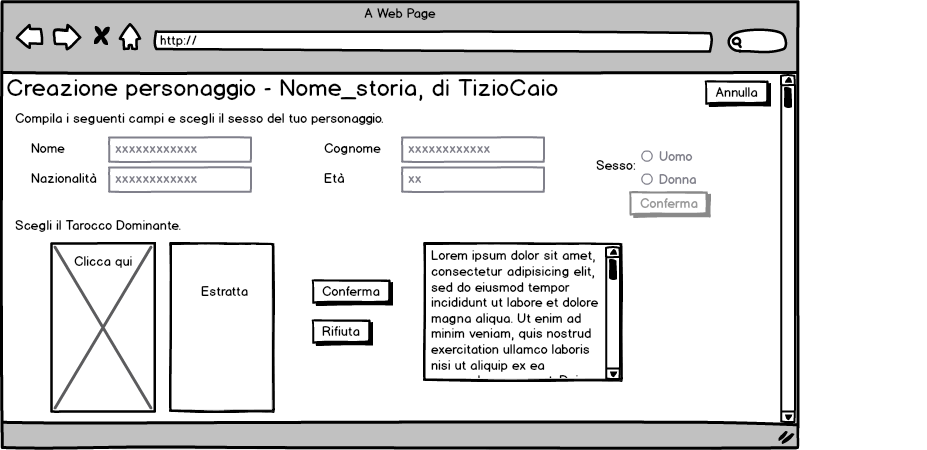 A Web Page
http://
Creazione personaggio - Nome_storia, di TizioCaio
Annulla
Compila i seguenti campi e scegli il sesso del tuo personaggio.
Nome xxxxxxxxxxxx Cognome xxxxxxxxxxxx
Nazionalità xxxxxxxxxxxx Età xx
Sesso:
Uomo
Donna
Conferma
Scegli il Tarocco Dominante.
Clicca qui
Estratta
Conferma
Rifiuta
Lorem ipsum dolor sit amet,
consectetur adipisicing elit,
sed do eiusmod tempor
incididunt ut labore et dolore
magna aliqua. Ut enim ad
minim veniam, quis nostrud
exercitation ullamco laboris
nisi ut aliquip ex ea